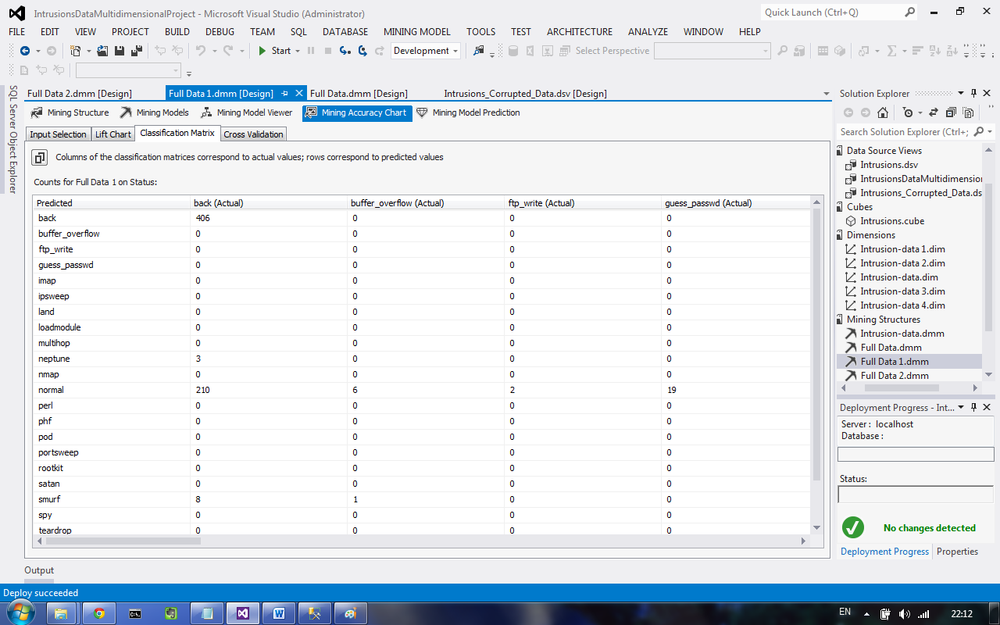 IntrusionsDataMultidimensionalProject - Microsoft Visual Studio (Administrator)
Quick Launch (Ctrl+Q)
FILE EDIT VIEW PROJECT BUILD DEBUG TEAM SQL DATABASE MINING MODEL TOOLS TEST ARCHITECTURE ANALYZE WINDOW HELP
Start Development Select Perspective
SQL Server Object Explorer
Full Data 2.dmm [Design] Full Data 1.dmm [Design] Full Data.dmm [Design] Intrusions_Corrupted_Data.dsv [Design]
Mining Structure Mining Models Mining Model Viewer Mining Accuracy Chart Mining Model Prediction
Input Selection Lift Chart Classification Matrix Cross Validation
Columns of the classification matrices correspond to actual values; rows correspond to predicted values
Counts for Full Data 1 on Status:
Predicted back (Actual) buffer_overflow (Actual) ftp_write (Actual) guess_passwd (Actual)
back 406 0 0 0
buffer_overflow 0 0 0 0
ftp_write 0 0 0 0
guess_passwd 0 0 0 0
imap 0 0 0 0
ipsweep 0 0 0 0
land 0 0 0 0
loadmodule 0 0 0 0
multihop 0 0 0 0
neptune 3 0 0 0
nmap 0 0 0 0
normal 210 6 2 19
perl 0 0 0 0
phf 0 0 0 0
pod 0 0 0 0
portsweep 0 0 0 0
rootkit 0 0 0 0
satan 0 0 0 0
smurf 8 1 0 0
spy 0 0 0 0
teardrop 0 0 0 0
Solution Explorer
Search Solution Explorer (Ctrl+;
Data Source Views
Intrusions.dsv
IntrusionsDataMultidimension
Intrusions_Corrupted_Data.ds
Cubes
Intrusions.cube
Dimensions
Intrusion-data 1.dim
Intrusion-data 2.dim
Intrusion-data.dim
Intrusion-data 3.dim
Intrusion-data 4.dim
Mining Structures
Intrusion-data.dmm
Full Data.dmm
Full Data 1.dmm
Full Data 2.dmm
Deployment Progress - Int...
Server : localhost
Database :
Status:
No changes detected
Deployment Progress Properties
Output
Deploy succeeded
EN 22:12